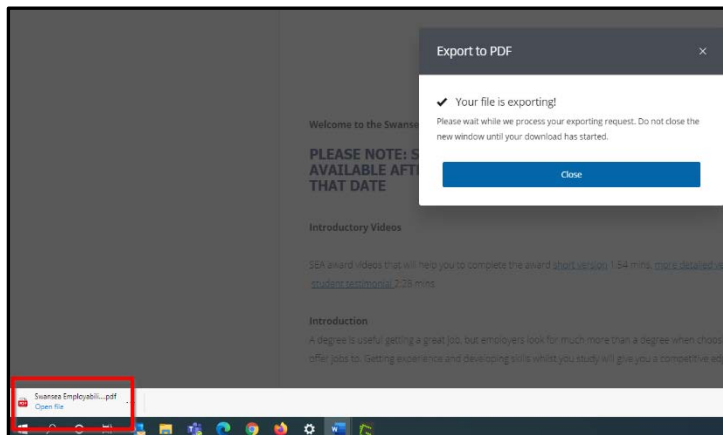 Export to PDF
Your file is exporting!
Please wait while we process your exporting request. Do not close the
new window until your download has started.
Close
Welcome to the Swanse
PLEASE NOTE: S
AVAILABLE AFT
THAT DATE
Introductory Videos
SEA award videos that will help you to complete the award short version 1:54 mins, more detailed ve
student testimonial 2:28 mins
Introduction
A degree is useful getting a great job, but employers look for much more than a degree when choos
offer jobs to. Getting experience and developing skills whilst you study will give you a competitive ed
Swansea Employabili....pdf
Open file